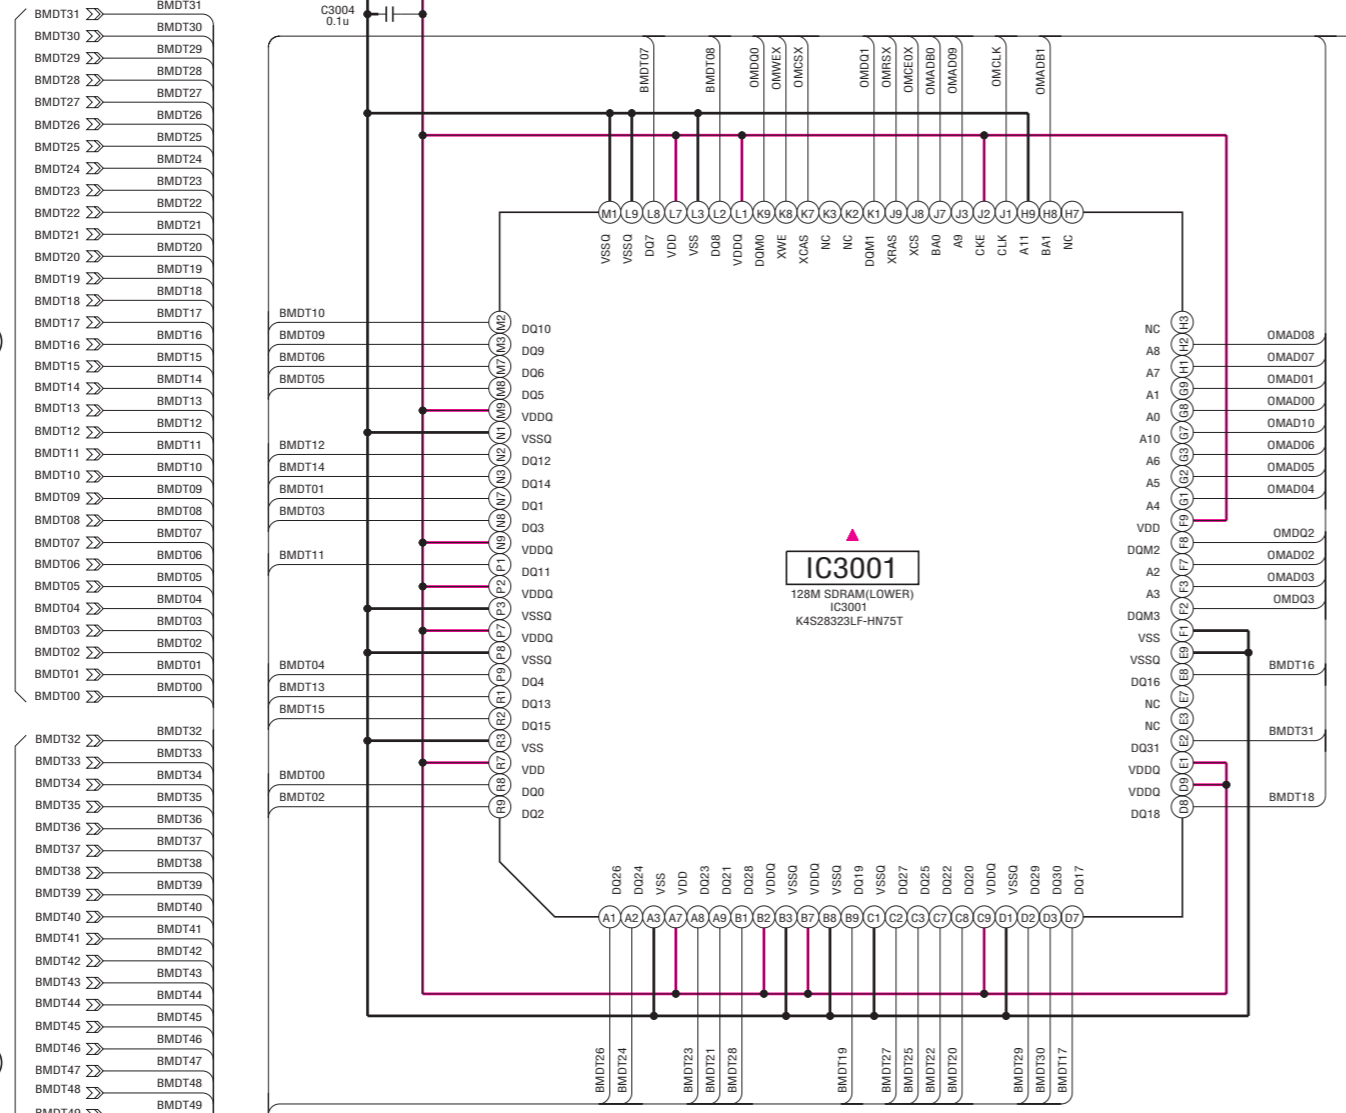 BMDT31 BMDT31
BMDT30 BMDT30
BMDT29 BMDT29
BMDT28 BMDT28
BMDT27 BMDT27
BMDT26 BMDT26
BMDT25 BMDT25
BMDT24 BMDT24
BMDT23 BMDT23
BMDT22 BMDT22
BMDT21 BMDT21
BMDT20 BMDT20
BMDT19 BMDT19
BMDT18 BMDT18
BMDT17 BMDT17
BMDT16 BMDT16
BMDT15 BMDT15
BMDT14 BMDT14
BMDT13 BMDT13
BMDT12 BMDT12
BMDT11 BMDT11
BMDT10 BMDT10
BMDT09 BMDT09
BMDT08 BMDT08
BMDT07 BMDT07
BMDT06 BMDT06
BMDT05 BMDT05
BMDT04 BMDT04
BMDT03 BMDT03
BMDT02 BMDT02
BMDT01 BMDT01
BMDT00 BMDT00
BMDT32 BMDT32
BMDT33 BMDT33
BMDT34 BMDT34
BMDT35 BMDT35
BMDT36 BMDT36
BMDT37 BMDT37
BMDT38 BMDT38
BMDT39 BMDT39
BMDT40 BMDT40
BMDT41 BMDT41
BMDT42 BMDT42
BMDT43 BMDT43
BMDT44 BMDT44
BMDT45 BMDT45
BMDT46 BMDT46
BMDT47 BMDT47
BMDT48 BMDT48
BMDT49 BMDT49
C3004
0.1u
BMDT07 BMDT08 OMDQ0 OMWEX OMCSX OMDQ1 OMRSX OMCE0X OMADB0 OMAD09 OMCLK OMADB1
M1 L9 L8 L7 L3 L2 L1 K9 K8 K7 K3 K2 K1 J9 J8 J7 J3 J2 J1 H9 H8 H7
VSSQ VSSQ DQ7 VDD VSS DQ8 VDDQ DQM0 XWE XCAS NC NC DQM1 XRAS XCS BA0 A9 CKE CLK A11 BA1 NC
BMDT10 M2 DQ10
BMDT09 M3 DQ9
BMDT06 M7 DQ6
BMDT05 M8 DQ5
M9 VDDQ
N1 VSSQ
BMDT12 N2 DQ12
BMDT14 N3 DQ14
BMDT01 N7 DQ1
BMDT03 N8 DQ3
N9 VDDQ
BMDT11 P1 DQ11
P2 VDDQ
P3 VSSQ
P7 VDDQ
P8 VSSQ
BMDT04 P9 DQ4
BMDT13 R1 DQ13
BMDT15 R2 DQ15
R3 VSS
R7 VDD
BMDT00 R8 DQ0
BMDT02 R9 DQ2
IC3001
128M SDRAM(LOWER)
IC3001
K4S28323LF-HN75T
NC H3
A8 H2 OMAD08
A7 H1 OMAD07
A1 G9 OMAD01
A0 G8 OMAD00
A10 G7 OMAD10
A6 G3 OMAD06
A5 G2 OMAD05
A4 G1 OMAD04
VDD F9
DQM2 F8 OMDQ2
A2 F7 OMAD02
A3 F3 OMAD03
DQM3 F2 OMDQ3
VSS F1
VSSQ E9
DQ16 E8 BMDT16
NC E7
NC E3
DQ31 E2 BMDT31
VDDQ E1
VDDQ D9
DQ18 D8 BMDT18
DQ26 DQ24 VSS VDD DQ23 DQ21 DQ28 VDDQ VSSQ VDDQ VSSQ DQ19 VSSQ DQ27 DQ25 DQ22 DQ20 VDDQ VSSQ DQ29 DQ30 DQ17
A1 A2 A3 A7 A8 A9 B1 B2 B3 B7 B8 B9 C1 C2 C3 C7 C8 C9 D1 D2 D3 D7
BMDT26 BMDT24 BMDT23 BMDT21 BMDT28 BMDT19 BMDT27 BMDT25 BMDT22 BMDT20 BMDT29 BMDT30 BMDT17